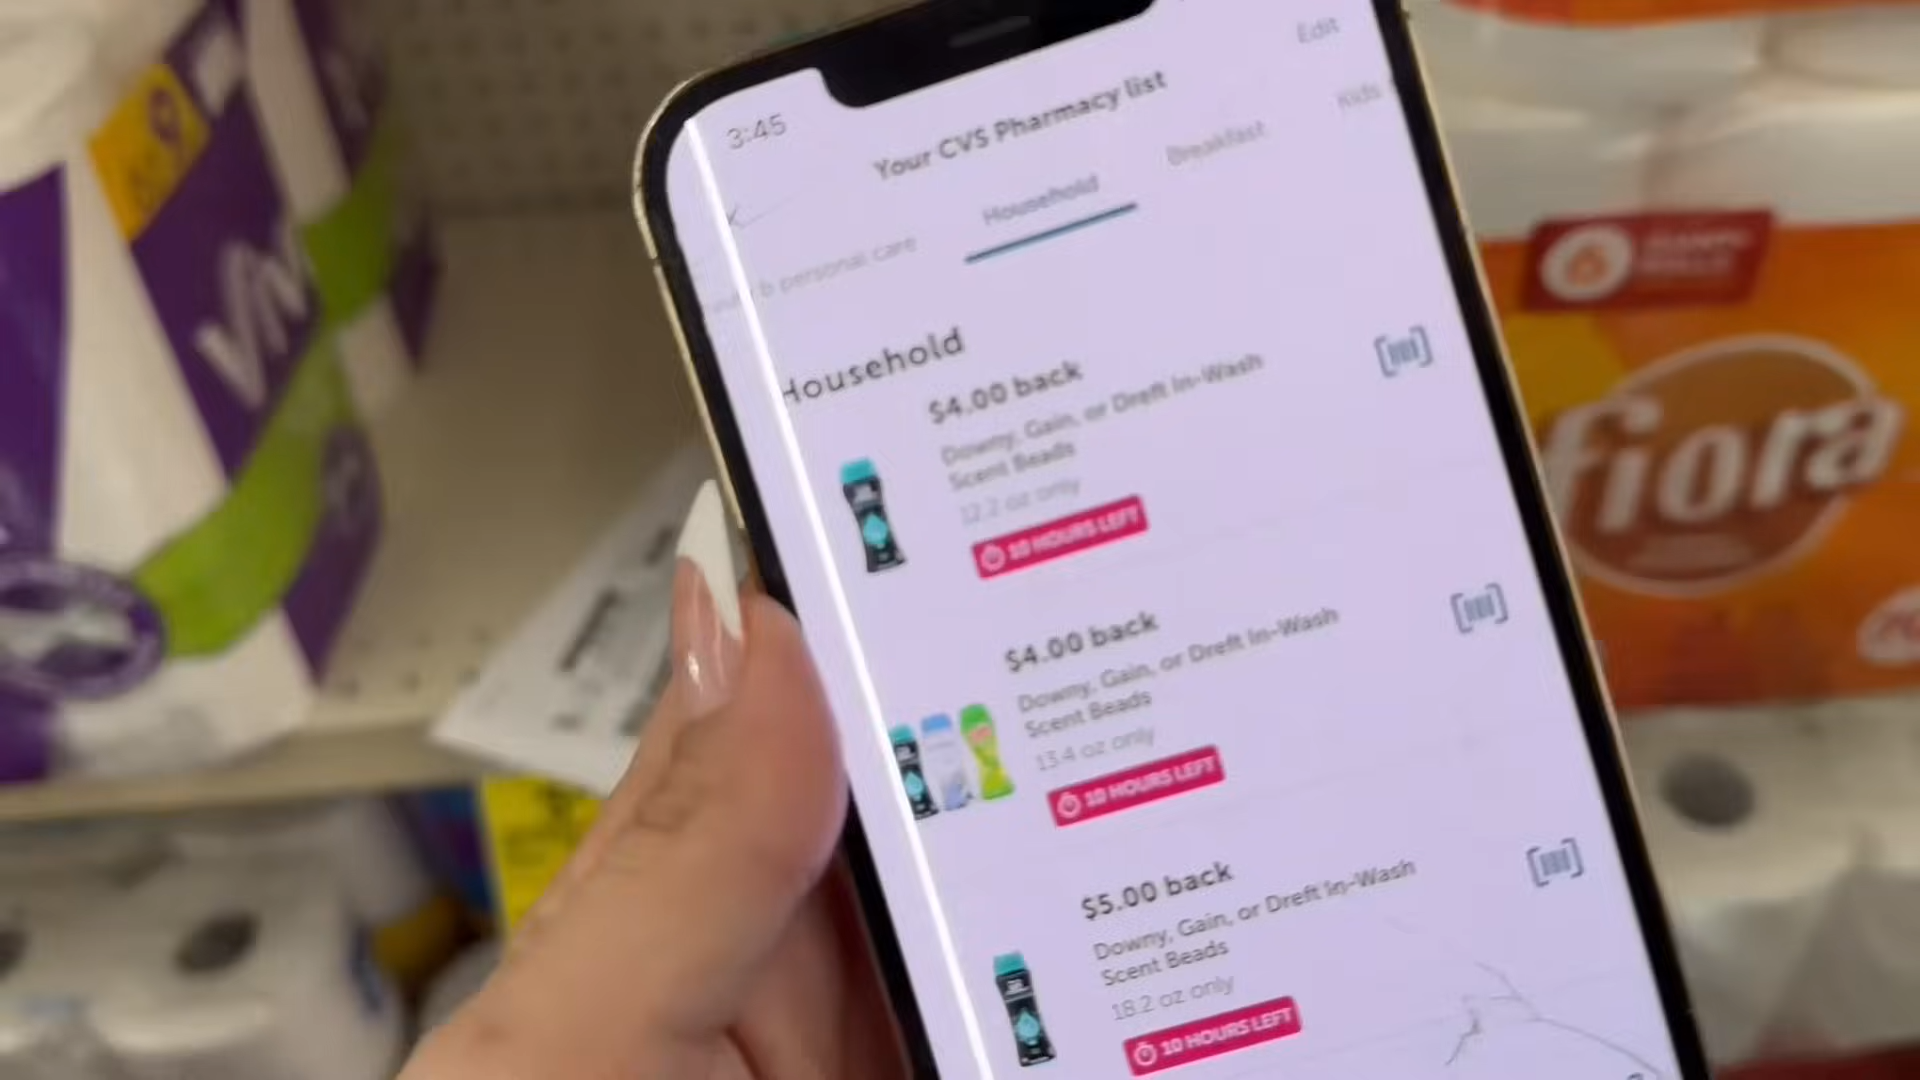 3:45
Edit
Your CVS Pharmacy list
& personal care
Household
Breakfast
Kids
Household
$4.00 back
Downy, Gain, or Dreft In-Wash
Scent Beads
12.2 oz only
10 HOURS LEFT
$4.00 back
Downy, Gain, or Dreft In-Wash
Scent Beads
13.4 oz only
10 HOURS LEFT
$5.00 back
Downy, Gain, or Dreft In-Wash
Scent Beads
18.2 oz only
10 HOURS LEFT
6 GIANT
ROLLS
fiora